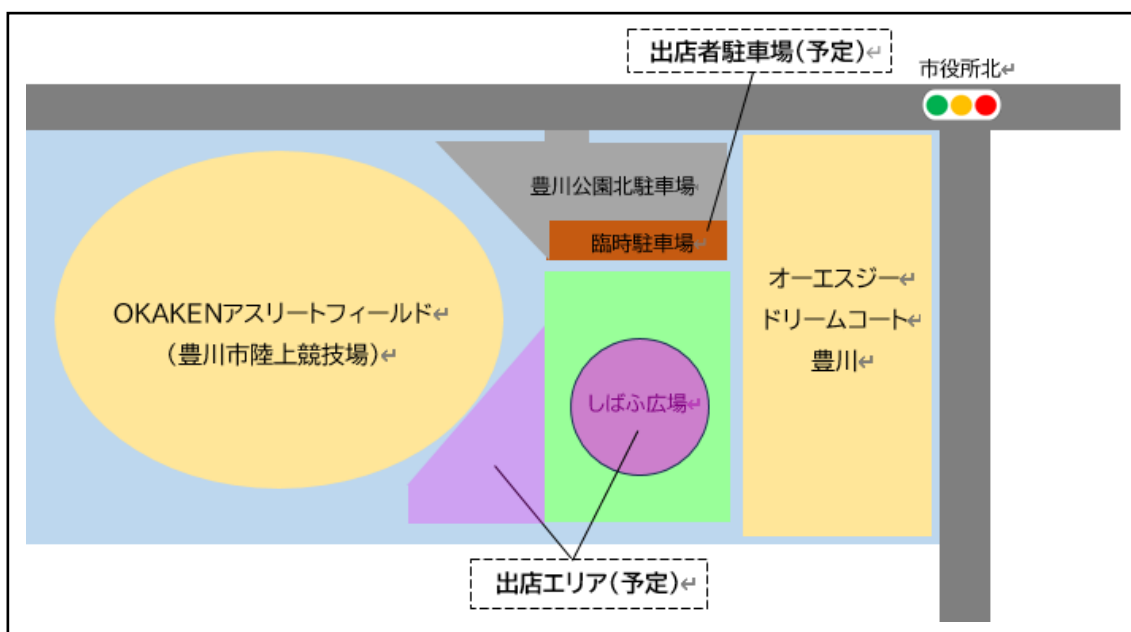 出店者駐車場(予定)↵
市役所北↵
豊川公園北駐車場↵
臨時駐車場↵
OKAKENアスリートフィールド↵
(豊川市陸上競技場)↵
オーエスジー↵
ドリームコート↵
豊川↵
しばふ広場↵
出店エリア(予定)↵